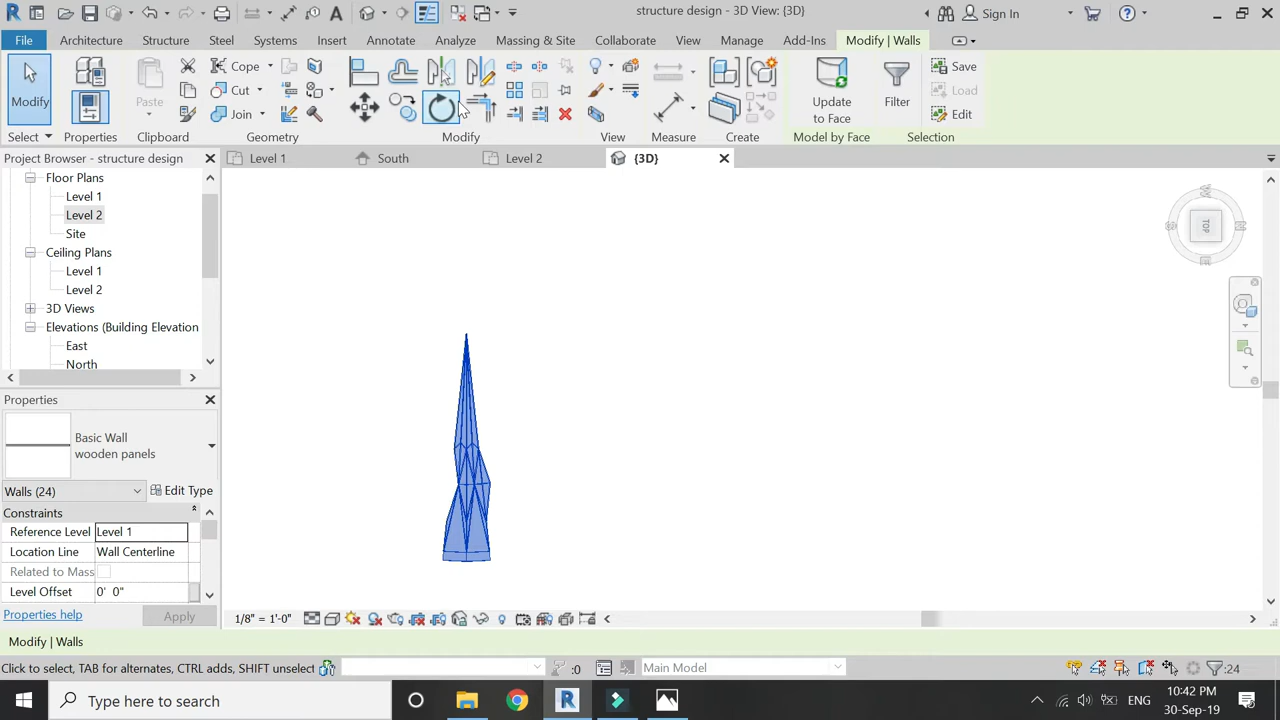 structure design - 3D View: {3D}
Sign In
File
Architecture
Structure
Steel
Systems
Insert
Annotate
Analyze
Massing & Site
Collaborate
View
Manage
Add-Ins
Modify | Walls
Modify
Paste
Cope
Cut
Join
Update
to Face
Filter
Save
Load
Edit
Select
Properties
Clipboard
Geometry
Modify
View
Measure
Create
Model by Face
Selection
Project Browser - structure design
Level 1
South
Level 2
{3D}
Floor Plans
Level 1
Level 2
Site
Ceiling Plans
Level 1
Level 2
3D Views
Elevations (Building Elevation
East
North
TOP
Properties
Basic Wall
wooden panels
Walls (24)
Edit Type
Constraints
Reference Level
Level 1
Location Line
Wall Centerline
Related to Mass
Level Offset
0' 0"
Properties help
Apply
1/8" = 1'-0"
Modify | Walls
Click to select, TAB for alternates, CTRL adds, SHIFT unselect
:0
Main Model
:24
Type here to search
ENG
10:42 PM
30-Sep-19